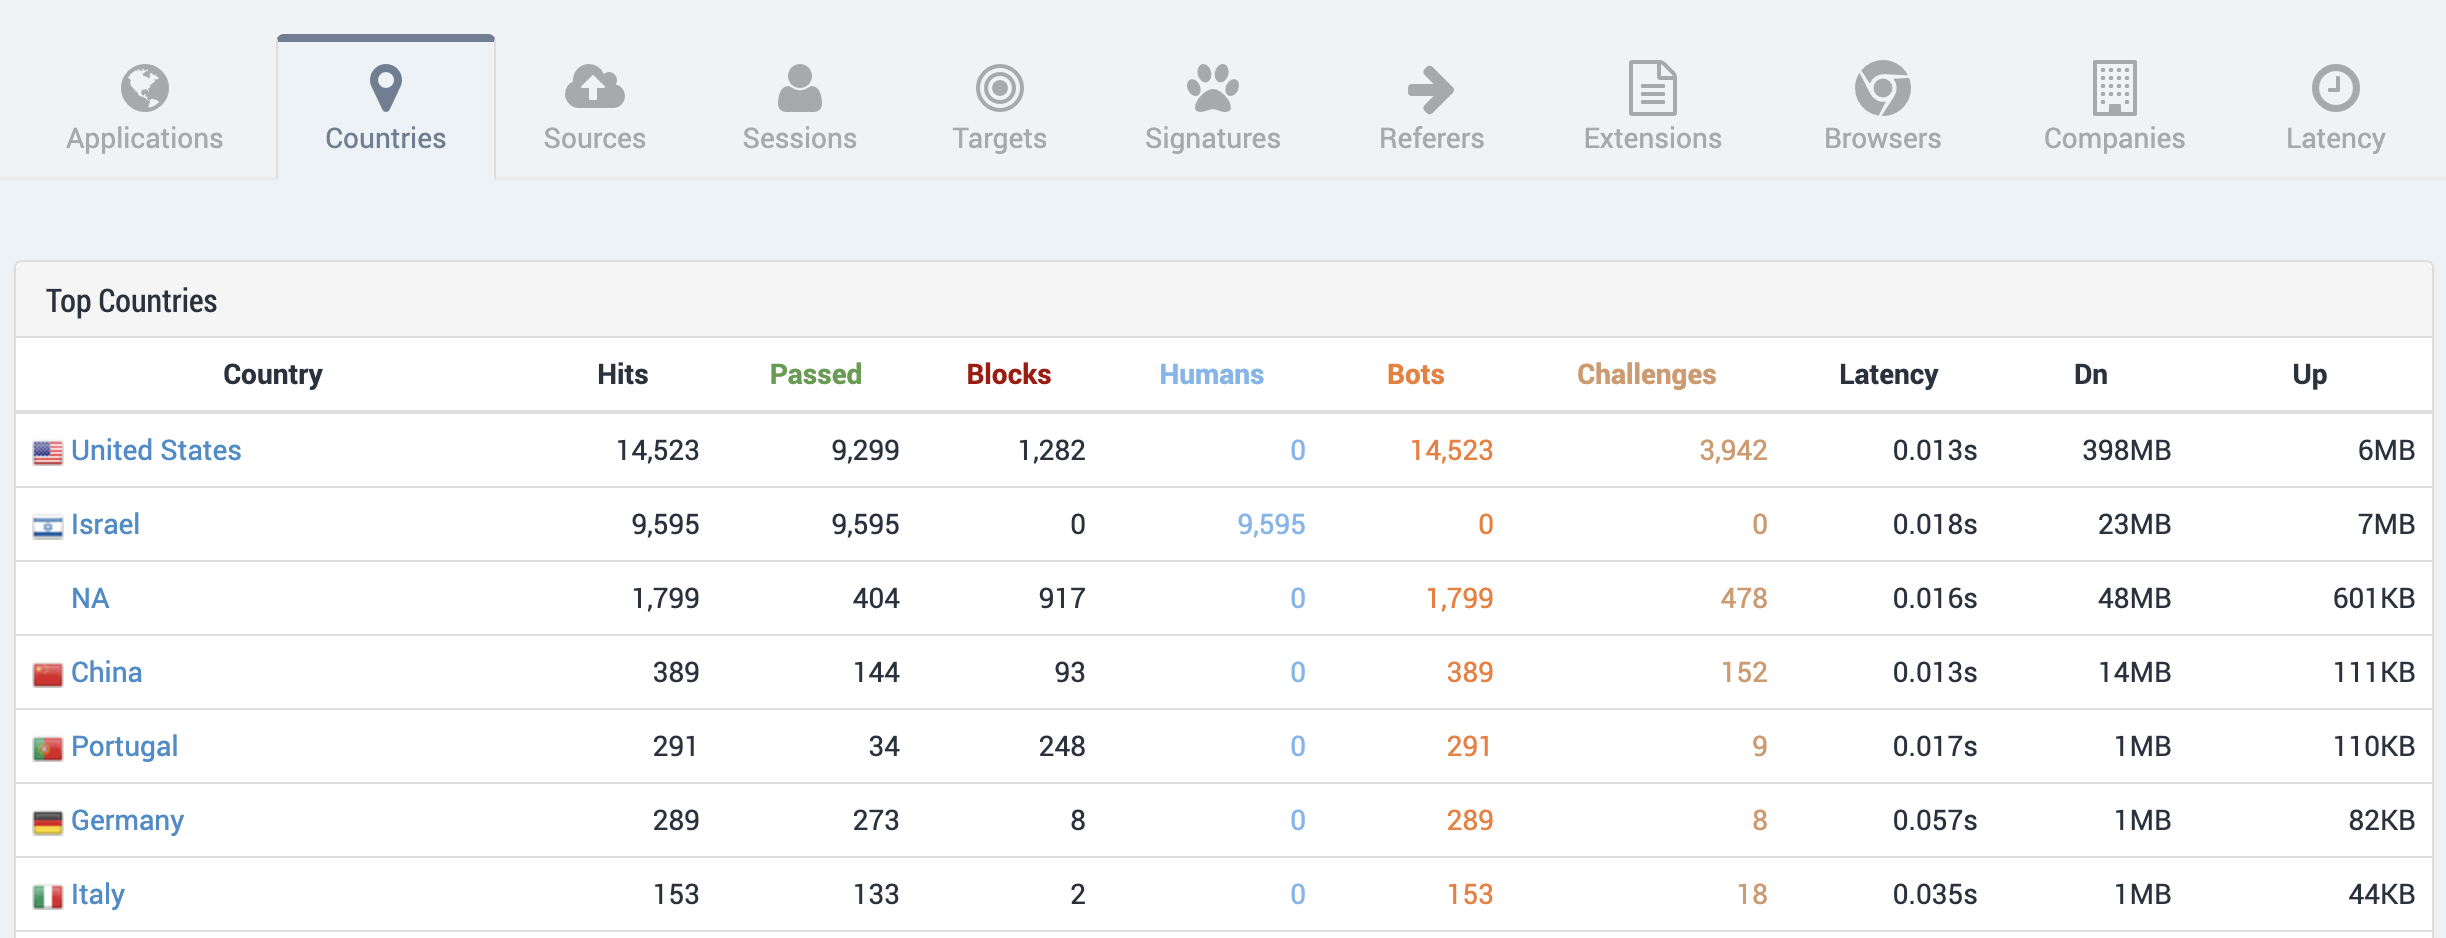 Applications Countries Sources Sessions Targets Signatures Referers Extensions Browsers Companies Latency
Top Countries
Country Hits Passed Blocks Humans Bots Challenges Latency Dn Up
United States 14,523 9,299 1,282 0 14,523 3,942 0.013s 398MB 6MB
Israel 9,595 9,595 0 9,595 0 0 0.018s 23MB 7MB
NA 1,799 404 917 0 1,799 478 0.016s 48MB 601KB
China 389 144 93 0 389 152 0.013s 14MB 111KB
Portugal 291 34 248 0 291 9 0.017s 1MB 110KB
Germany 289 273 8 0 289 8 0.057s 1MB 82KB
Italy 153 133 2 0 153 18 0.035s 1MB 44KB